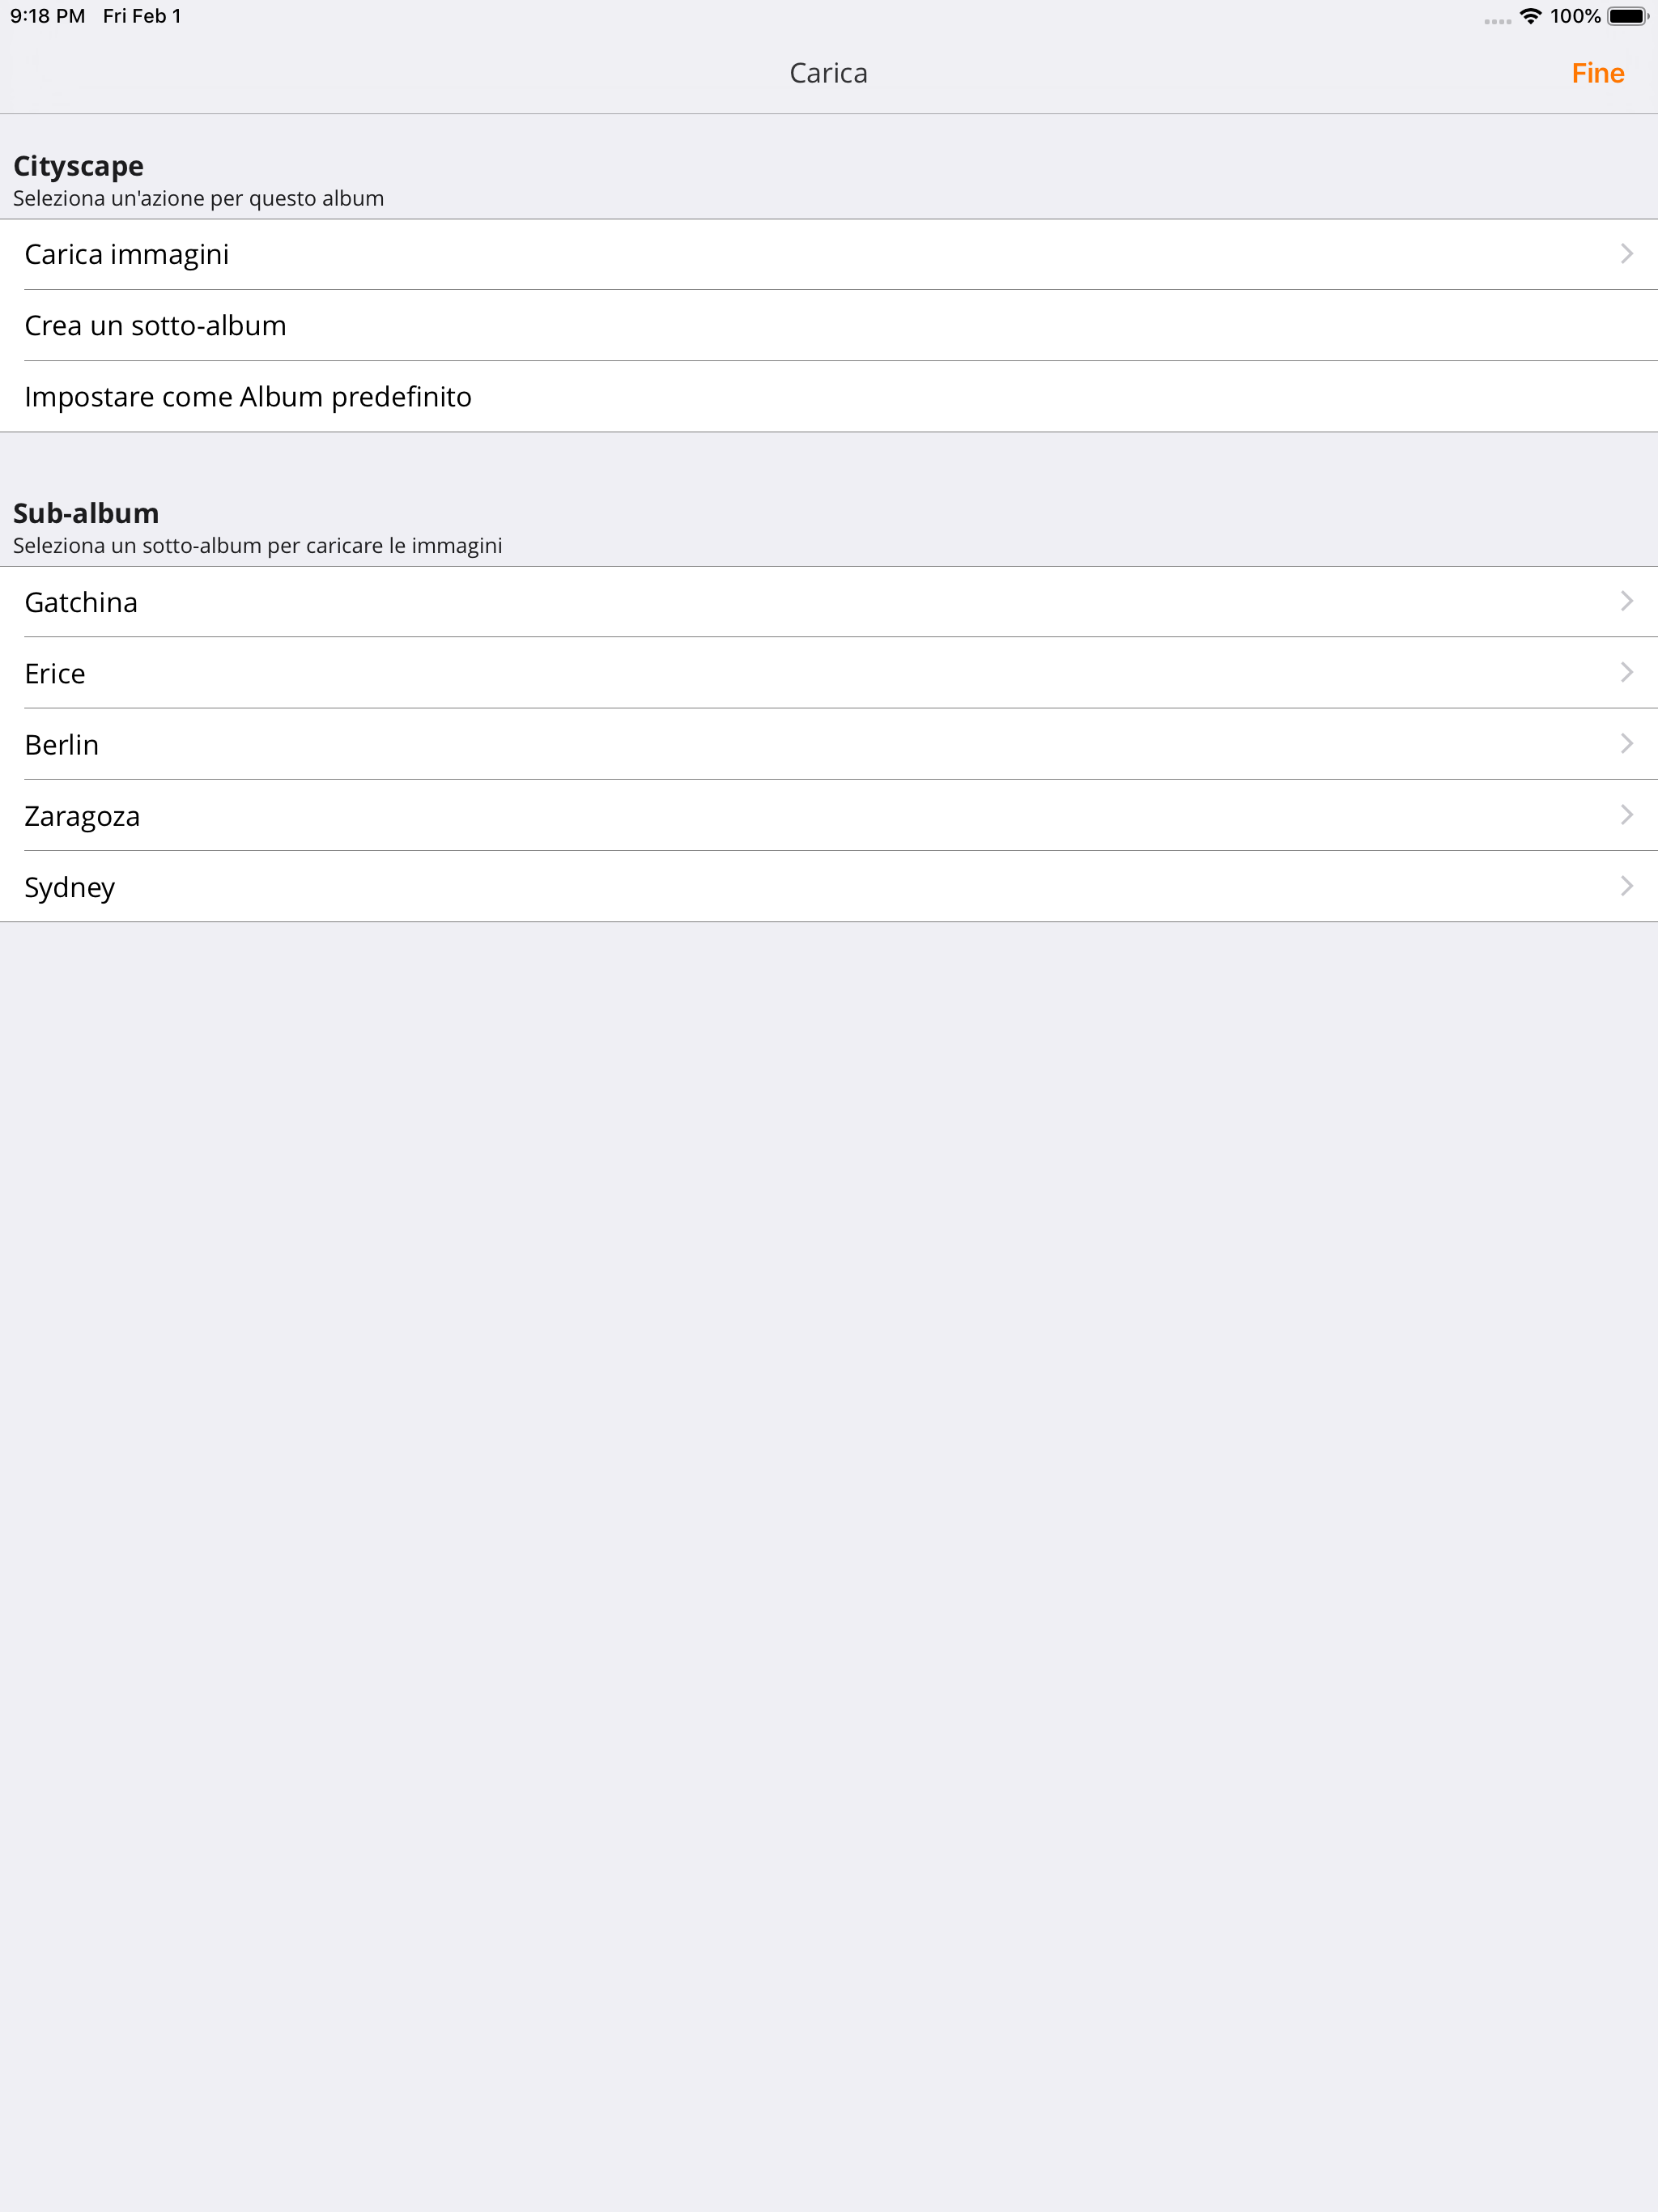 9:18 PM Fri Feb 1 100%
Carica Fine
Cityscape
Seleziona un'azione per questo album
Carica immagini
Crea un sotto-album
Impostare come Album predefinito
Sub-album
Seleziona un sotto-album per caricare le immagini
Gatchina
Erice
Berlin
Zaragoza
Sydney